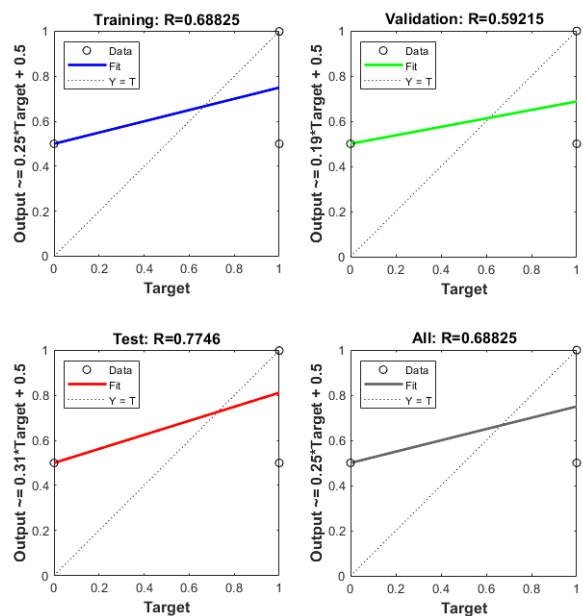 Training: R=0.68825
Data
Fit
Y = T
Output ~= 0.25*Target + 0.5
1
0.8
0.6
0.4
0.2
0
0 0.2 0.4 0.6 0.8 1
Target
Validation: R=0.59215
Data
Fit
Y = T
Output ~= 0.19*Target + 0.5
1
0.8
0.6
0.4
0.2
0
0 0.2 0.4 0.6 0.8 1
Target
Test: R=0.7746
Data
Fit
Y = T
Output ~= 0.31*Target + 0.5
1
0.8
0.6
0.4
0.2
0
0 0.2 0.4 0.6 0.8 1
Target
All: R=0.68825
Data
Fit
Y = T
Output ~= 0.25*Target + 0.5
1
0.8
0.6
0.4
0.2
0
0 0.2 0.4 0.6 0.8 1
Target